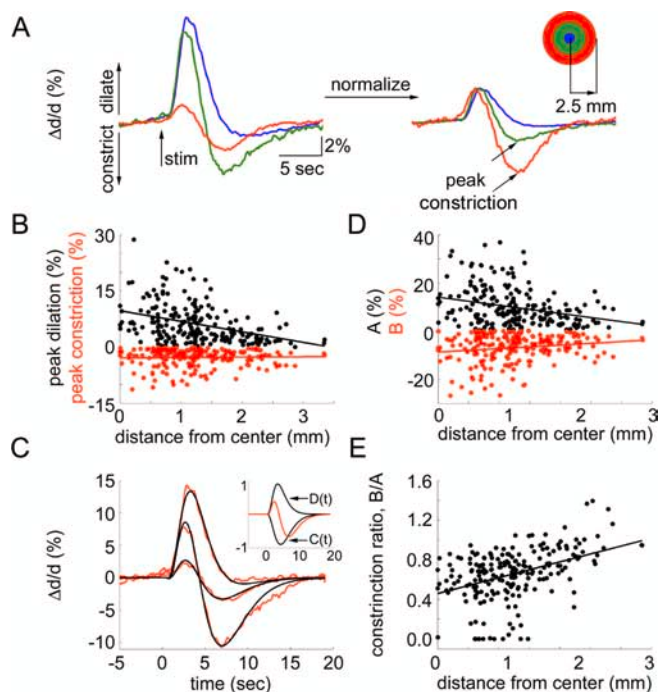 A
Δd/d (%)
constrict dilate
stim
5 sec
2%
normalize
2.5 mm
peak
constriction
B
peak dilation (%)
peak constriction (%)
30
15
0
-15
0 1 2 3
distance from center (mm)
D
A (%)
B (%)
40
20
0
-20
0 1 2 3
distance from center (mm)
C
Δd/d (%)
15
10
5
0
-5
-10
-5 0 5 10 15 20
time (sec)
1
-1
0 10 20
D(t)
C(t)
E
constrinction ratio, B/A
1.6
1.2
0.8
0.4
0.0
0 1 2 3
distance from center (mm)